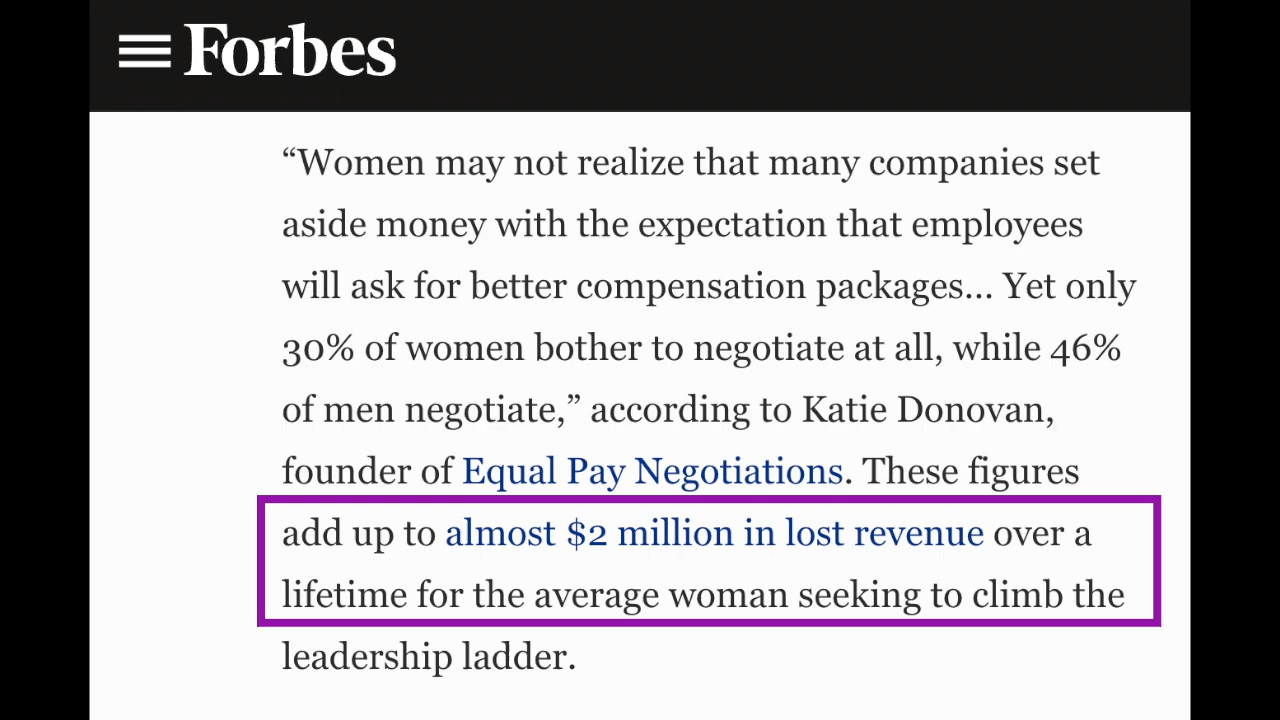 Forbes
“Women may not realize that many companies set
aside money with the expectation that employees
will ask for better compensation packages... Yet only
30% of women bother to negotiate at all, while 46%
of men negotiate,” according to Katie Donovan,
founder of Equal Pay Negotiations. These figures
add up to almost $2 million in lost revenue over a
lifetime for the average woman seeking to climb the
leadership ladder.